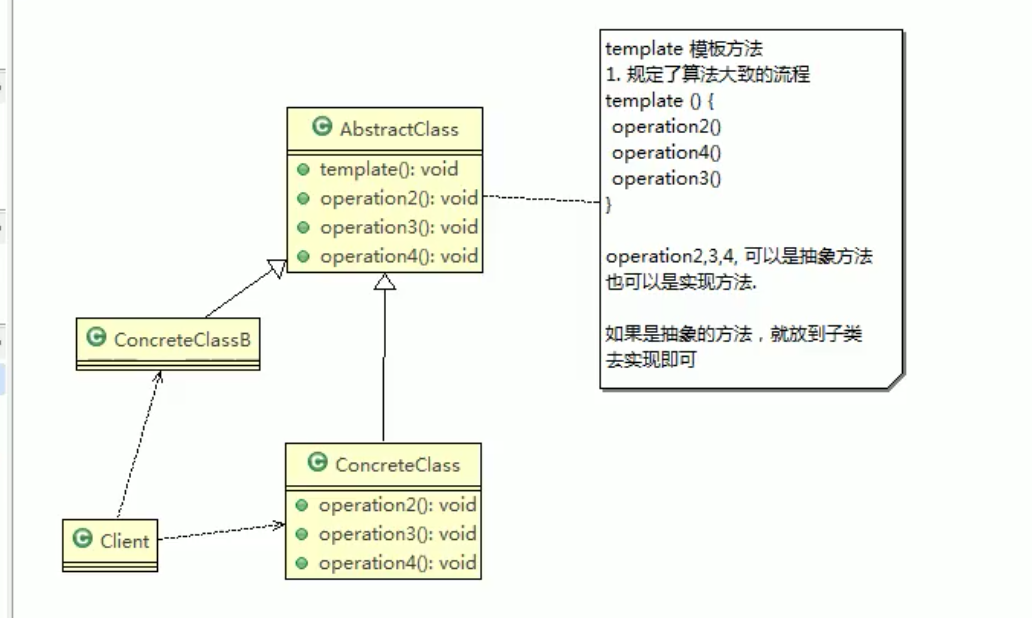 template 模板方法
1. 规定了算法大致的流程
template () {
operation2()
operation4()
operation3()
}
operation2,3,4, 可以是抽象方法
也可以是实现方法.
如果是抽象的方法，就放到子类
去实现即可
AbstractClass
template(): void
operation2(): void
operation3(): void
operation4(): void
ConcreteClassB
ConcreteClass
operation2(): void
operation3(): void
operation4(): void
Client